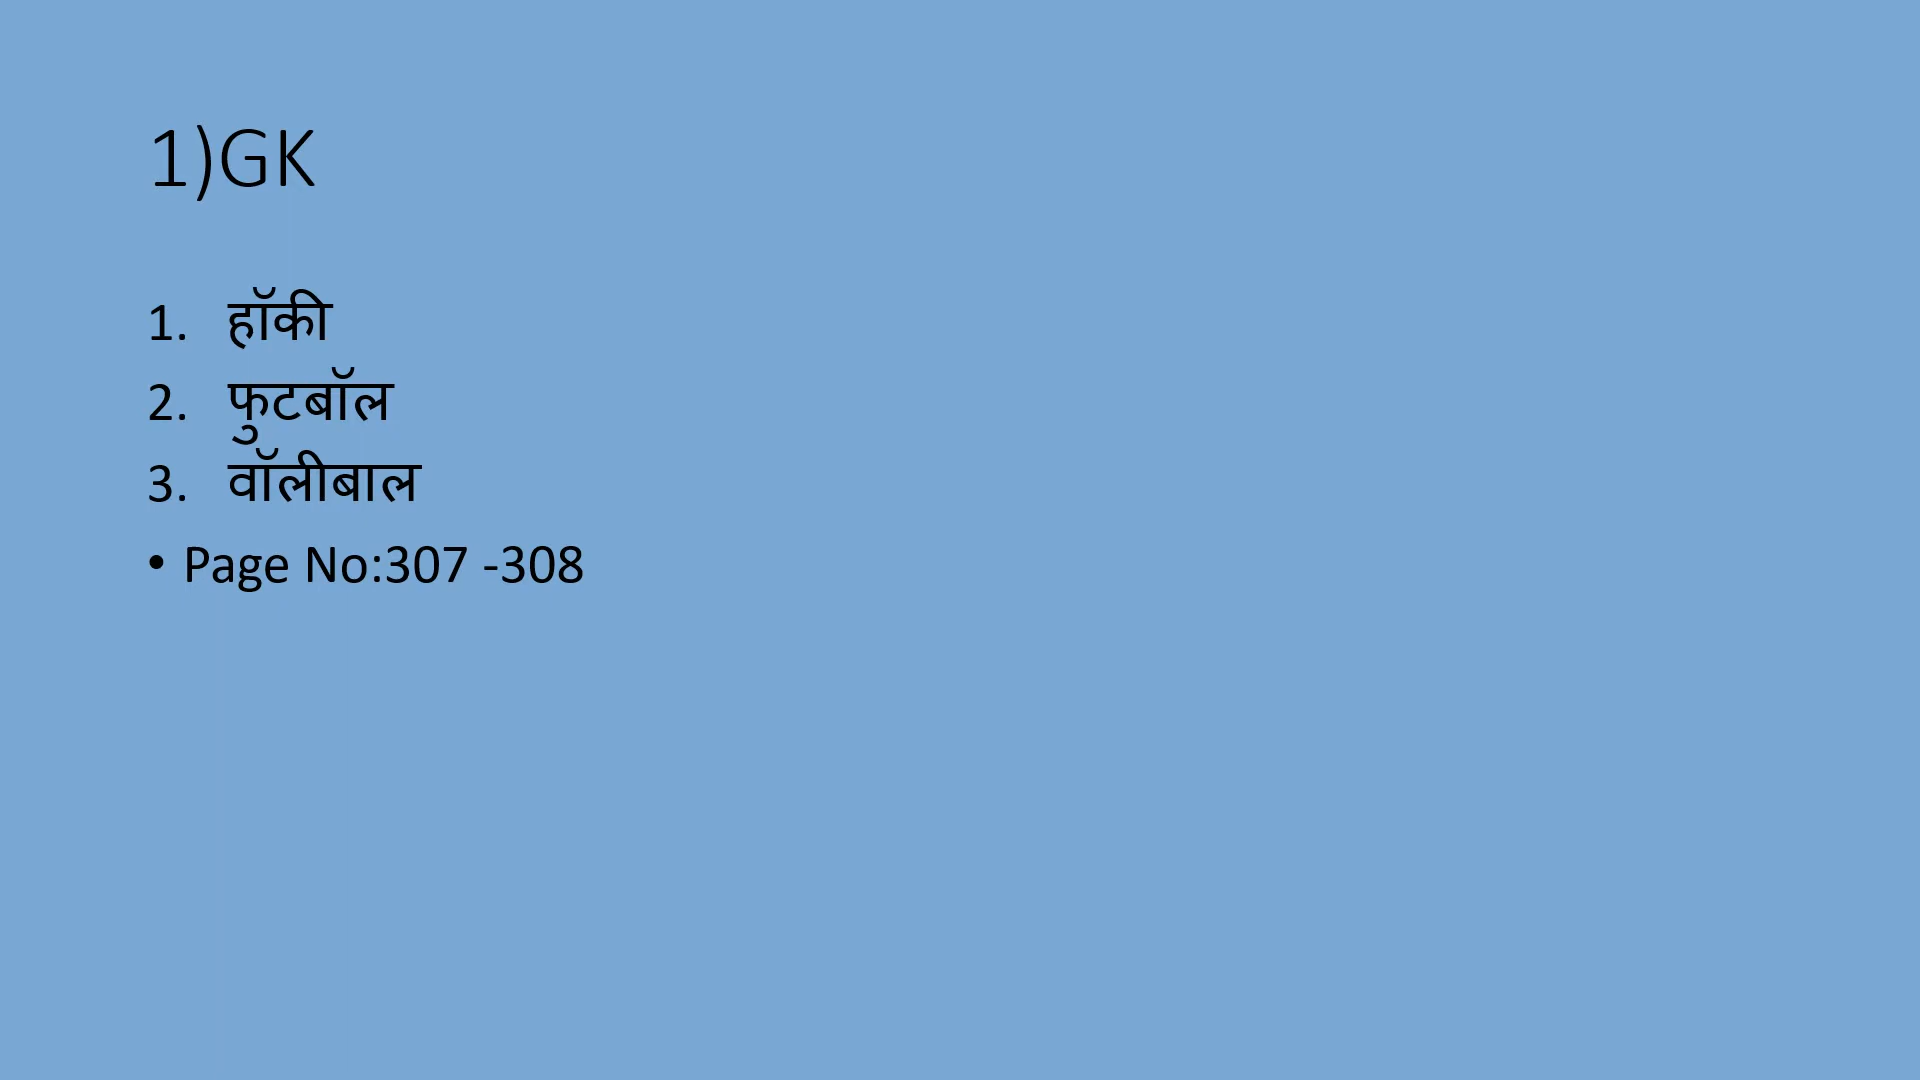 1)GK
1. हॉकी
2. फुटबॉल
3. वॉलीबाल
• Page No:307 -308